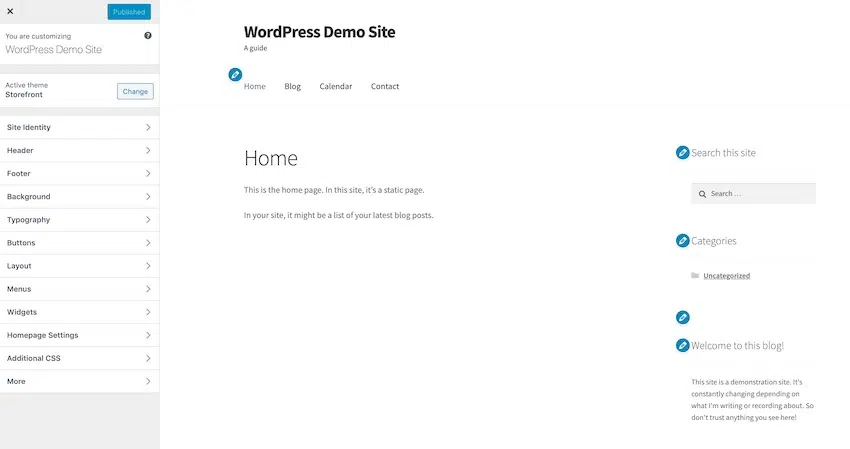 Published
You are customizing
WordPress Demo Site
Active theme
Storefront
Change
Site Identity
Header
Footer
Background
Typography
Buttons
Layout
Menus
Widgets
Homepage Settings
Additional CSS
More
WordPress Demo Site
A guide
Home Blog Calendar Contact
Home
This is the home page. In this site, it's a static page.
In your site, it might be a list of your latest blog posts.
Search this site
Search …
Categories
Uncategorized
Welcome to this blog!
This site is a demonstration site. It's
constantly changing depending on
what I'm writing or recording about. So
don't trust anything you see here!